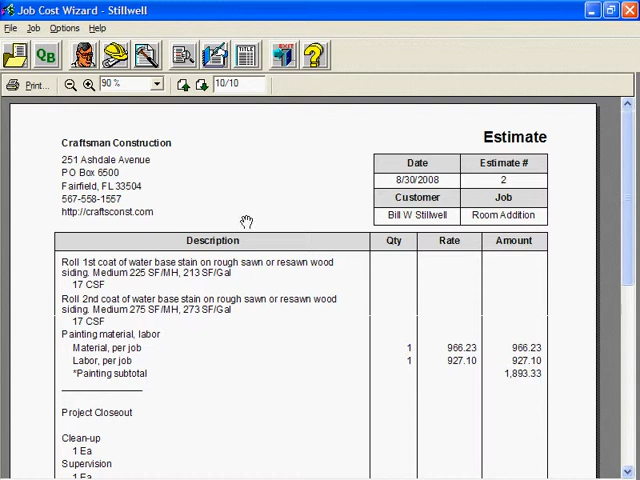 Job Cost Wizard - Stillwell
File Job Options Help
QB TITLE EXIT ?
Print... 90 % 10/10
Craftsman Construction
251 Ashdale Avenue
PO Box 6500
Fairfield, FL 33504
567-558-1557
http://craftsconst.com
Estimate
Date Estimate #
8/30/2008 2
Customer Job
Bill W Stillwell Room Addition
Description Qty Rate Amount
Roll 1st coat of water base stain on rough sawn or resawn wood
siding. Medium 225 SF/MH, 213 SF/Gal
17 CSF
Roll 2nd coat of water base stain on rough sawn or resawn wood
siding. Medium 275 SF/MH, 273 SF/Gal
17 CSF
Painting material, labor
Material, per job 1 966.23 966.23
Labor, per job 1 927.10 927.10
*Painting subtotal 1,893.33
Project Closeout
Clean-up
1 Ea
Supervision
1 Ea